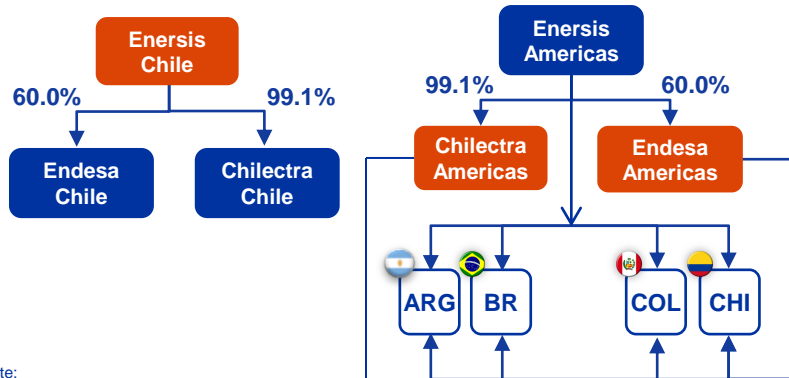 Enersis
Chile
60.0%
99.1%
Endesa
Chile
Chilectra
Chile
Enersis
Americas
99.1%
60.0%
Chilectra
Americas
Endesa
Americas
ARG
BR
COL
CHI
te: